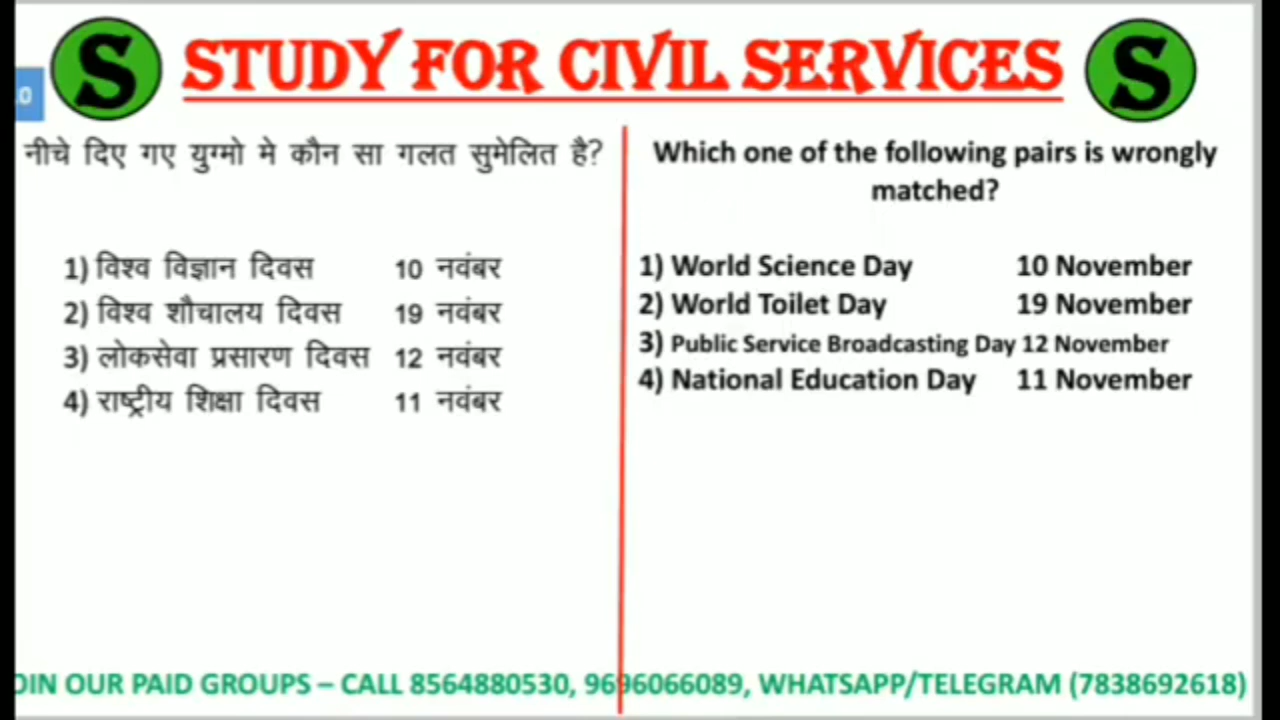 S STUDY FOR CIVIL SERVICES S
.0
नीचे दिए गए युग्मो मे कौन सा गलत सुमेलित है?
1) विश्व विज्ञान दिवस 10 नवंबर
2) विश्व शौचालय दिवस 19 नवंबर
3) लोकसेवा प्रसारण दिवस 12 नवंबर
4) राष्ट्रीय शिक्षा दिवस 11 नवंबर
Which one of the following pairs is wrongly
matched?
1) World Science Day 10 November
2) World Toilet Day 19 November
3) Public Service Broadcasting Day 12 November
4) National Education Day 11 November
OIN OUR PAID GROUPS – CALL 8564880530, 9696066089, WHATSAPP/TELEGRAM (7838692618)